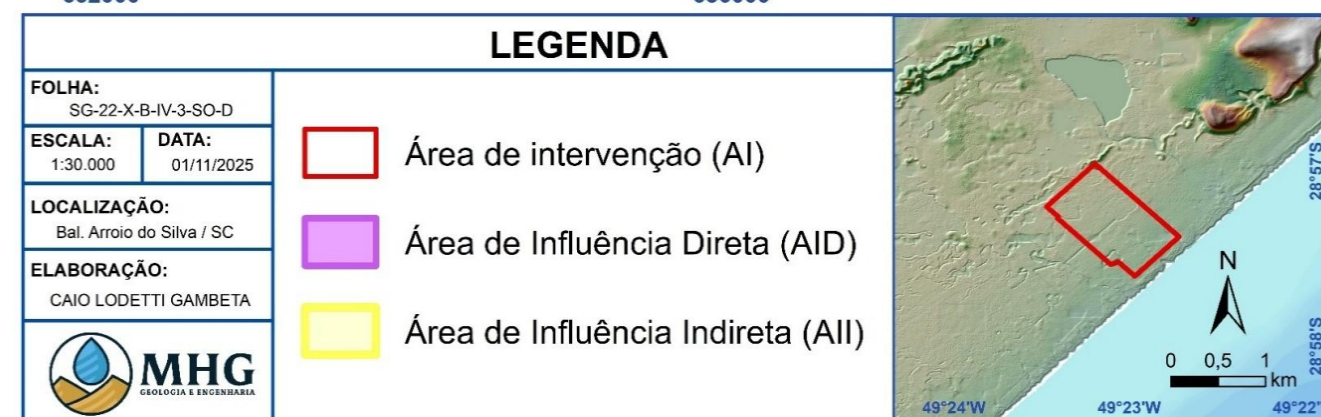 LEGENDA
FOLHA:
SG-22-X-B-IV-3-SO-D
ESCALA:
1:30.000
DATA:
01/11/2025
LOCALIZAÇÃO:
Bal. Arroio do Silva / SC
ELABORAÇÃO:
CAIO LODETTI GAMBETA
MHG
GEOLOGIA E ENGENHARIA
Área de intervenção (AI)
Área de Influência Direta (AID)
Área de Influência Indireta (AII)
28°57'S
N
28°58'S
0 0,5 1
km
49°24'W 49°23'W 49°22'